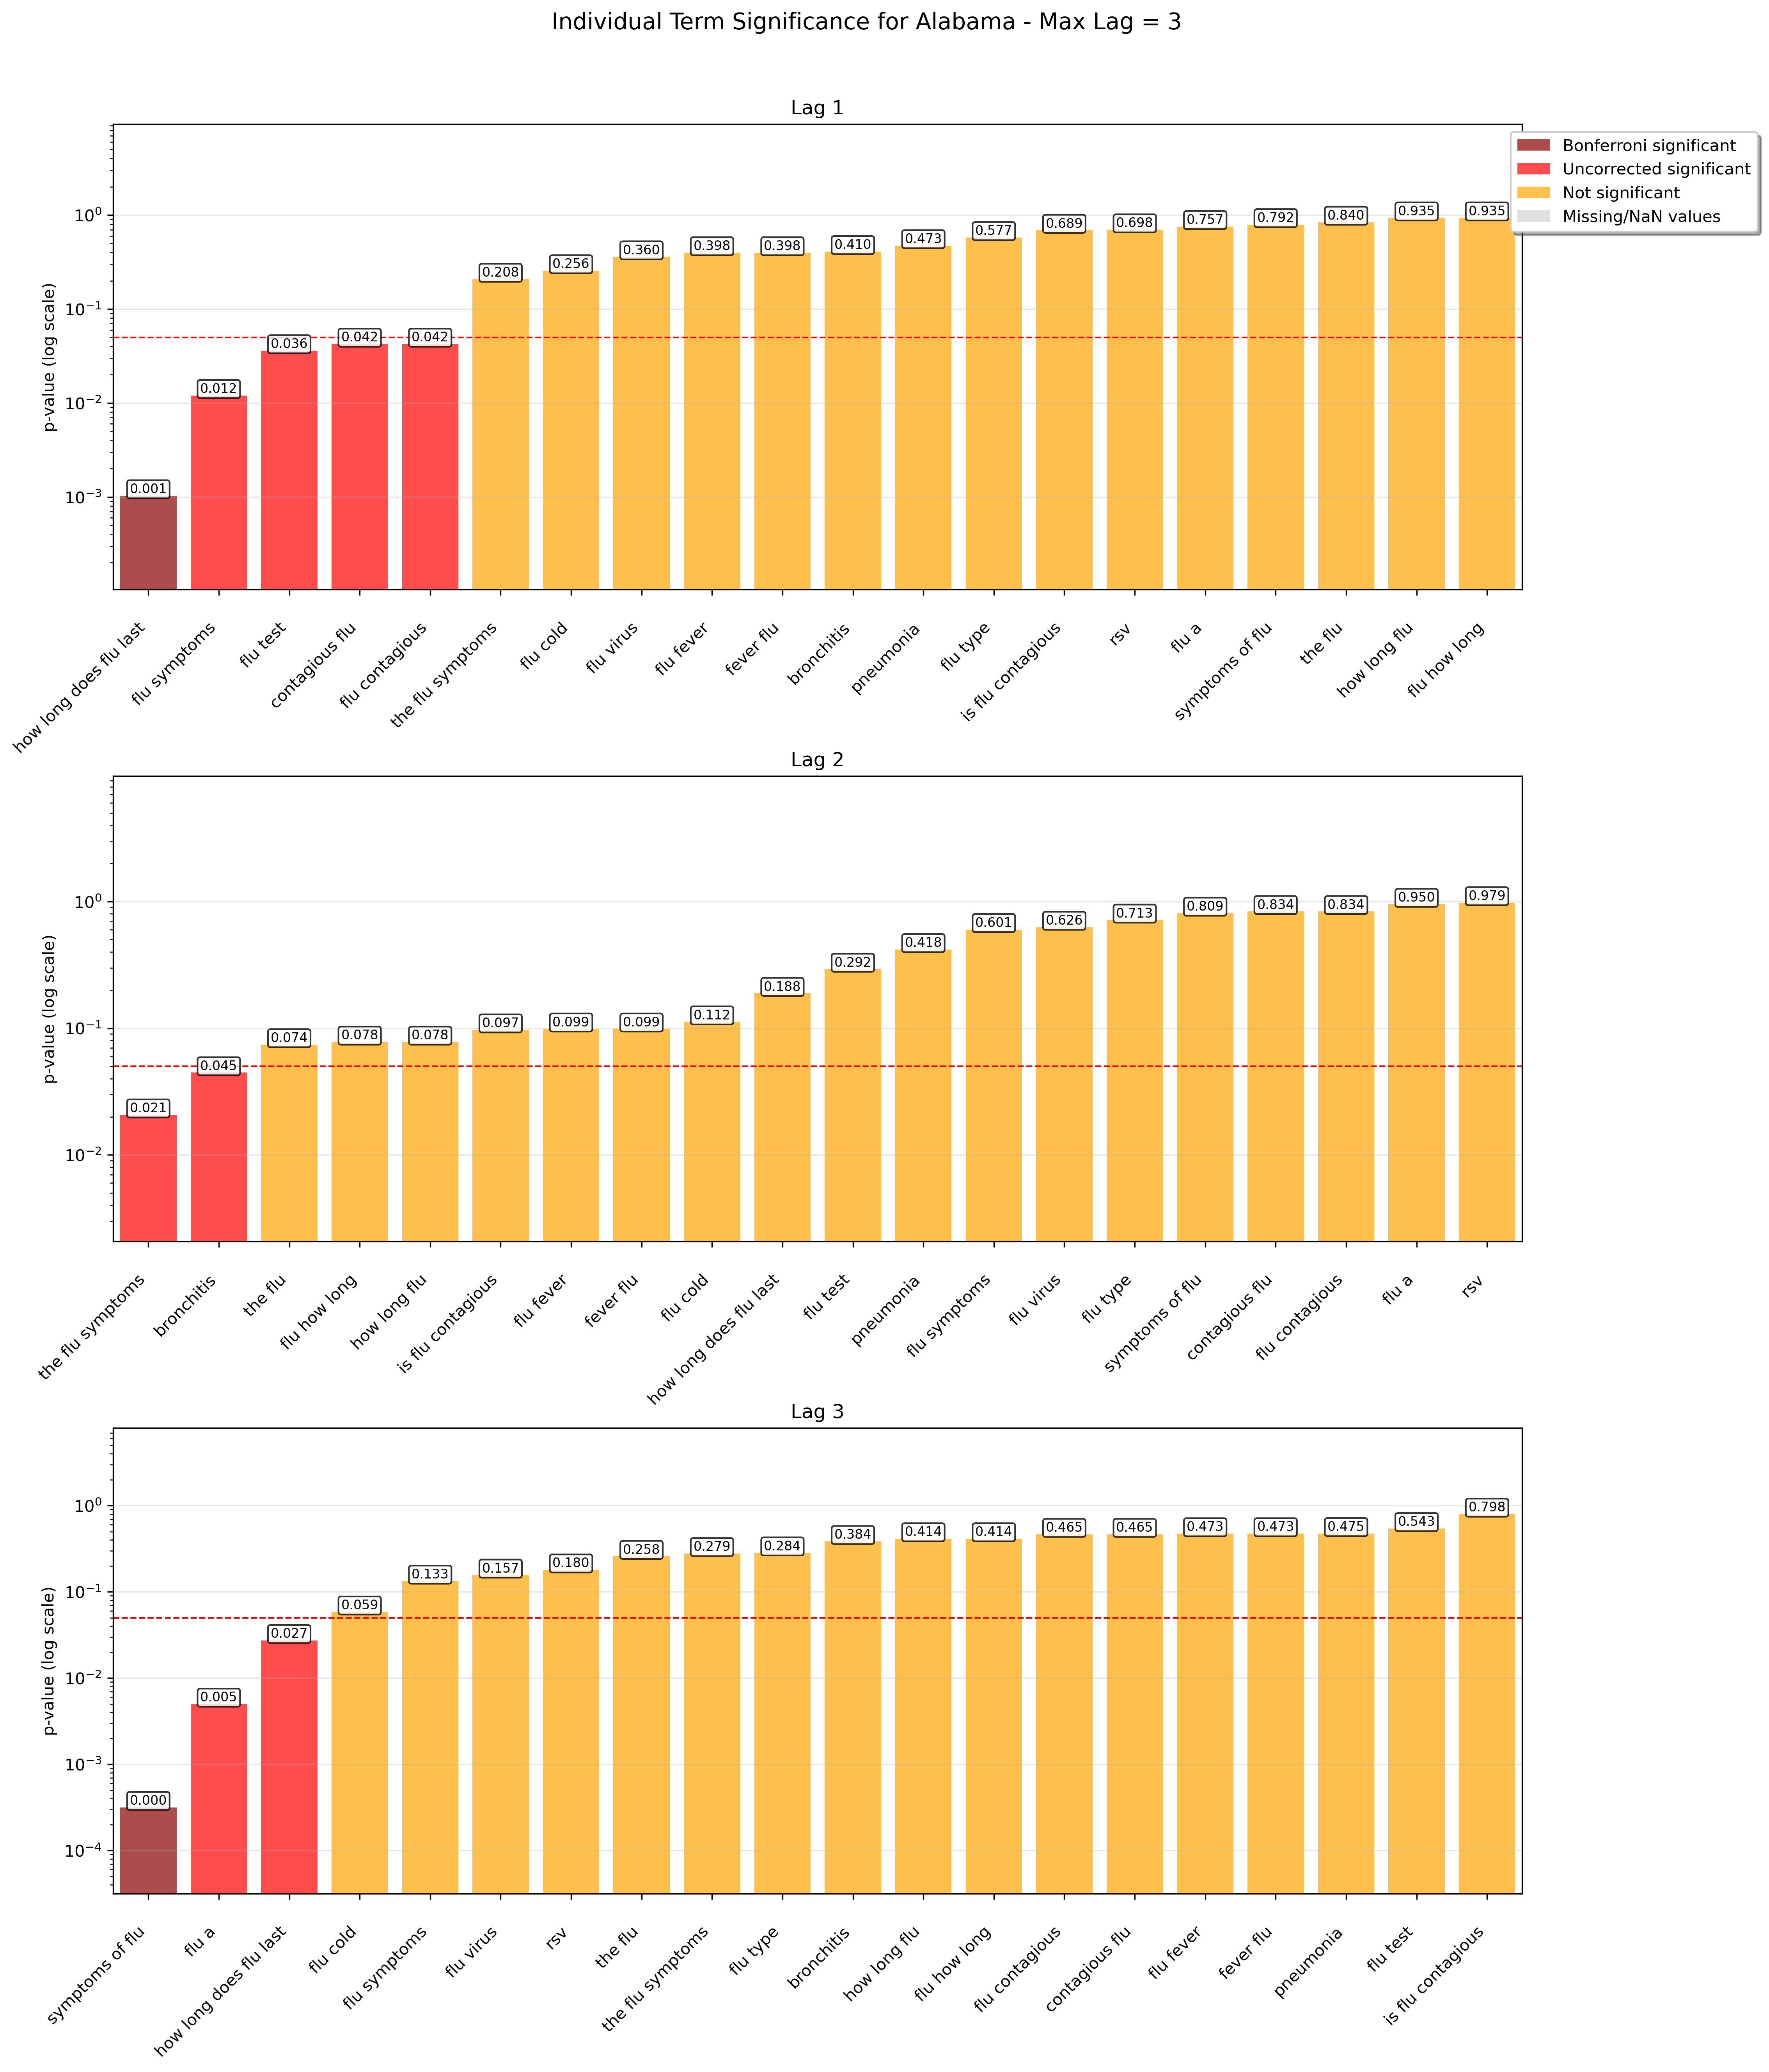 Individual Term Significance for Alabama - Max Lag = 3
Lag 1
Bonferroni significant
Uncorrected significant
Not significant
Missing/NaN values
p-value (log scale)
10⁰
10⁻¹
10⁻²
10⁻³
0.001
0.012
0.036
0.042
0.042
0.208
0.256
0.360
0.398
0.398
0.410
0.473
0.577
0.689
0.698
0.757
0.792
0.840
0.935
0.935
how long does flu last
flu symptoms
flu test
contagious flu
flu contagious
the flu symptoms
flu cold
flu virus
flu fever
fever flu
bronchitis
pneumonia
flu type
is flu contagious
rsv
flu a
symptoms of flu
the flu
how long flu
flu how long
Lag 2
p-value (log scale)
10⁰
10⁻¹
10⁻²
0.021
0.045
0.074
0.078
0.078
0.097
0.099
0.099
0.112
0.188
0.292
0.418
0.601
0.626
0.713
0.809
0.834
0.834
0.950
0.979
the flu symptoms
bronchitis
the flu
flu how long
how long flu
is flu contagious
flu fever
fever flu
flu cold
how long does flu last
flu test
pneumonia
flu symptoms
flu virus
flu type
symptoms of flu
contagious flu
flu contagious
flu a
rsv
Lag 3
p-value (log scale)
10⁰
10⁻¹
10⁻²
10⁻³
10⁻⁴
0.000
0.005
0.027
0.059
0.133
0.157
0.180
0.258
0.279
0.284
0.384
0.414
0.414
0.465
0.465
0.473
0.473
0.475
0.543
0.798
symptoms of flu
flu a
how long does flu last
flu cold
flu symptoms
flu virus
rsv
the flu
the flu symptoms
flu type
bronchitis
how long flu
flu how long
flu contagious
contagious flu
flu fever
fever flu
pneumonia
flu test
is flu contagious